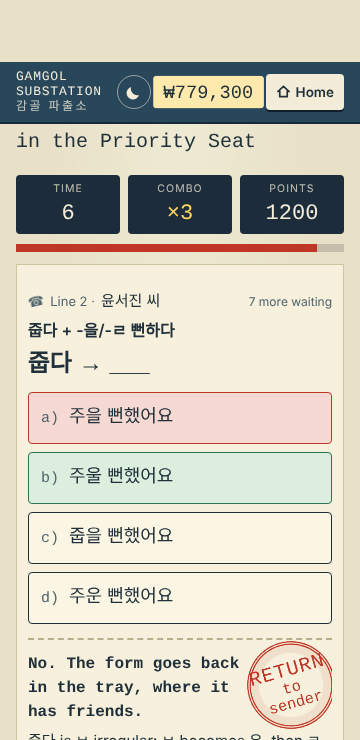 GAMGOL
SUBSTATION
감골 파출소
₩779,300
Home
in the Priority Seat
TIME
6
COMBO
×3
POINTS
1200
Line 2 · 윤서진 씨
7 more waiting
줍다 + -을/-ㄹ 뻔하다
줍다 → ___
a) 주을 뻔했어요
b) 주울 뻔했어요
c) 줍을 뻔했어요
d) 주운 뻔했어요
No. The form goes back
in the tray, where it
has friends.
RETURN
to
sender